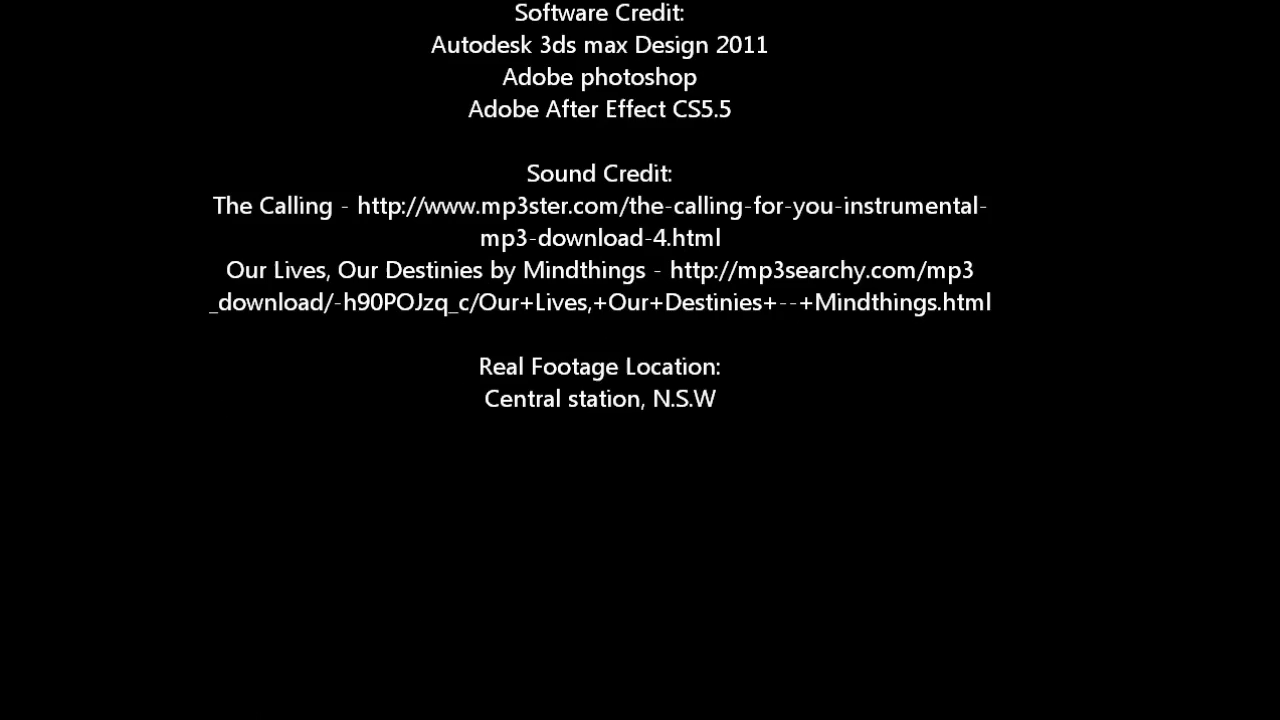 Software Credit:
Autodesk 3ds max Design 2011
Adobe photoshop
Adobe After Effect CS5.5
Sound Credit:
The Calling - http://www.mp3ster.com/the-calling-for-you-instrumental-
mp3-download-4.html
Our Lives, Our Destinies by Mindthings - http://mp3searchy.com/mp3
_download/-h90POJzq_c/Our+Lives,+Our+Destinies+--+Mindthings.html
Real Footage Location:
Central station, N.S.W